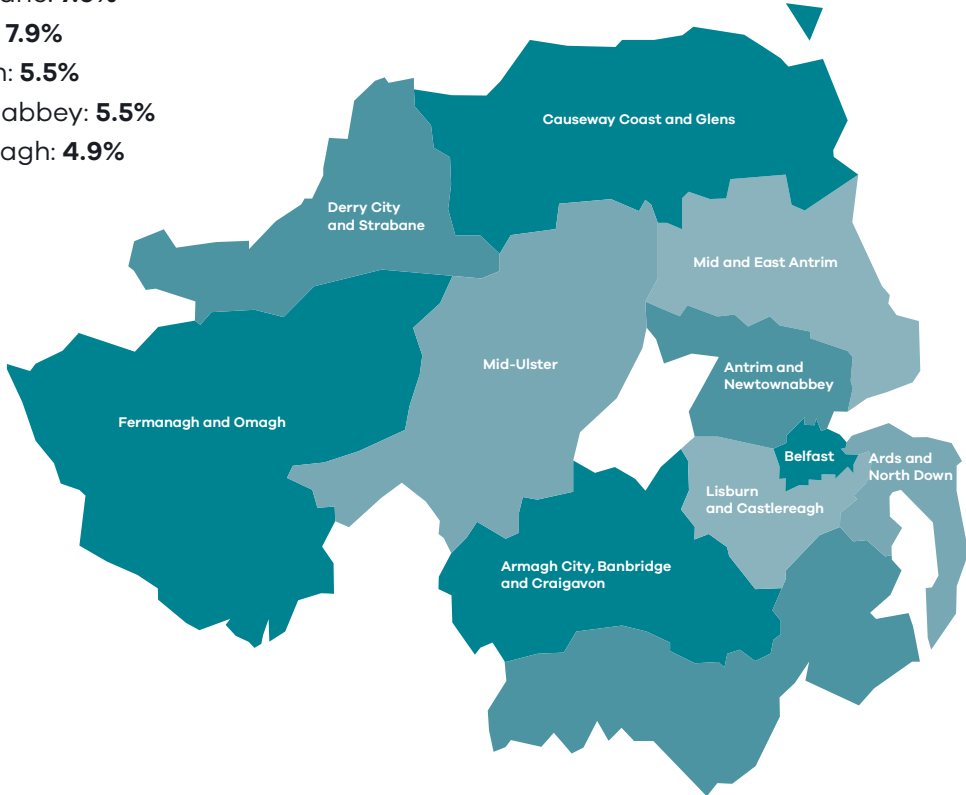 7.9%
: 5.5%
abbey: 5.5%
agh: 4.9%
Causeway Coast and Glens
Derry City
and Strabane
Mid and East Antrim
Mid-Ulster
Antrim and
Newtownabbey
Fermanagh and Omagh
Belfast
Ards and
North Down
Lisburn
and Castlereagh
Armagh City, Banbridge
and Craigavon